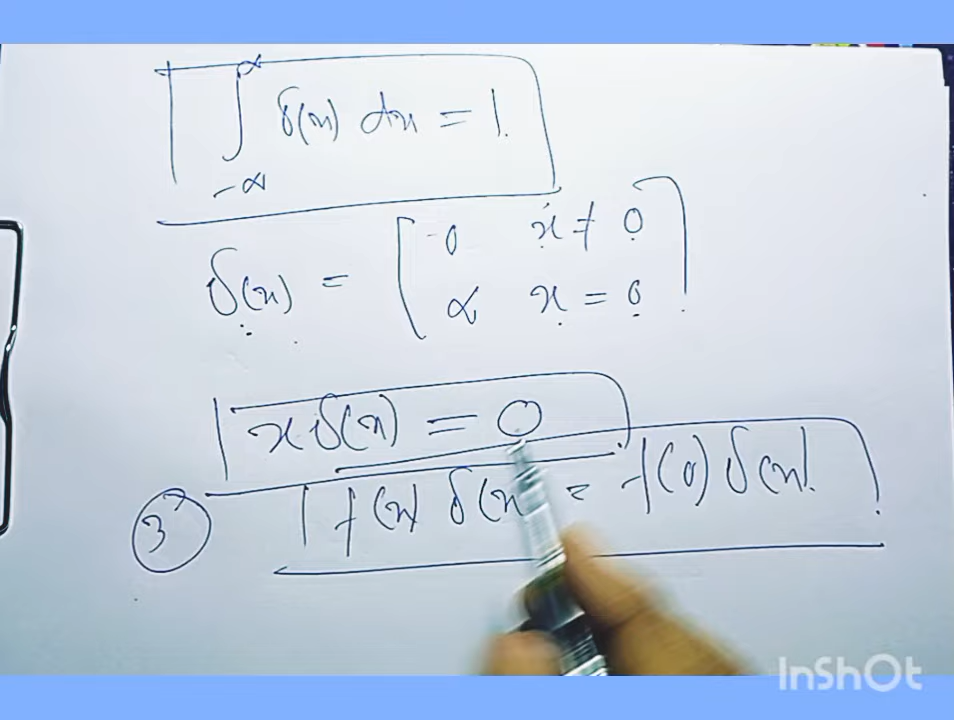 ∫_{-∞}^{∞} δ(x) dx = 1.
δ(x) = [ 0 x ≠ 0
∞ x = 0 ]
x δ(x) = 0
3) f(x) δ(x) = f(0) δ(x).
InShOt